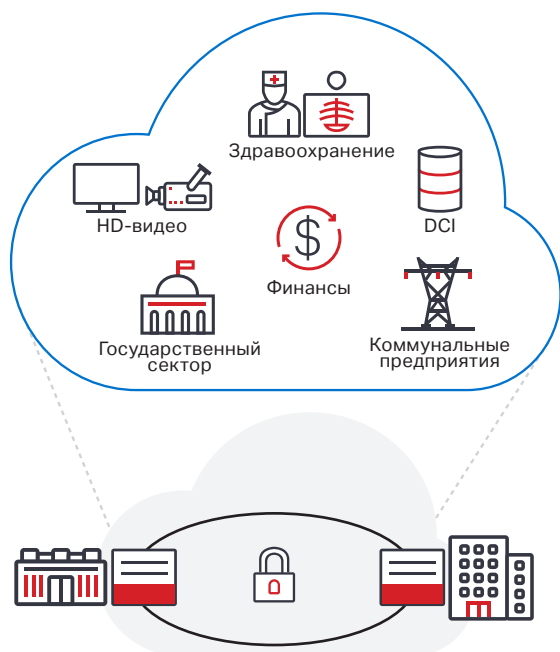 Здравоохранение
HD-видео
DCI
Финансы
Государственный
сектор
Коммунальные
предприятия